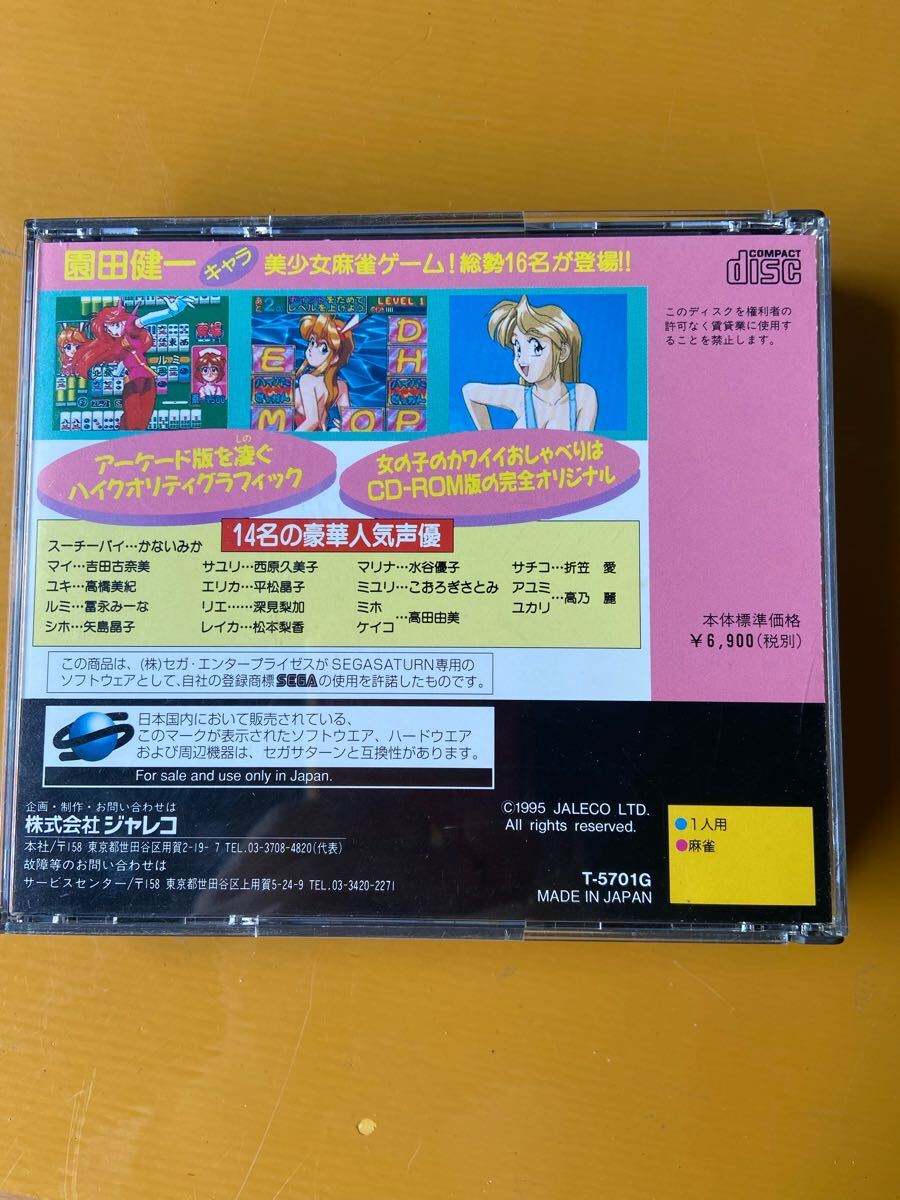 園田健一 キャラ 美少女麻雀ゲーム！総勢16名が登場!!
COMPACT
disc
このディスクを権利者の
許可なく賃貸業に使用す
ることを禁止します。
ルミ
ポイントをためて
レベルを上げよう
LEVEL 1
E
D
H
M
O
P
しの
アーケード版を凌ぐ
ハイクオリティグラフィック
女の子のカワイイおしゃべりは
CD-ROM版の完全オリジナル
14名の豪華人気声優
スーチーパイ…かないみか
マイ…吉田古奈美
ユキ…高橋美紀
ルミ…冨永みーな
シホ…矢島晶子
サユリ…西原久美子
エリカ…平松晶子
リエ……深見梨加
レイカ…松本梨香
マリナ…水谷優子
ミユリ…こおろぎさとみ
ミホ
ケイコ
…高田由美
サチコ…折笠 愛
アユミ
ユカリ
…高乃 麗
本体標準価格
￥6,900(税別)
この商品は、(株)セガ・エンタープライゼスがSEGASATURN専用の
ソフトウェアとして、自社の登録商標SEGAの使用を許諾したものです。
日本国内において販売されている、
このマークが表示されたソフトウエア、ハードウエア
および周辺機器は、セガサターンと互換性があります。
For sale and use only in Japan.
企画・制作・お問い合わせは
株式会社 ジャレコ
本社/〒158 東京都世田谷区用賀2-19-7 TEL.03-3708-4820(代表)
故障等のお問い合わせは
サービスセンター/〒158 東京都世田谷区上用賀5-24-9 TEL.03-3420-2271
©1995 JALECO LTD.
All rights reserved.
T-5701G
MADE IN JAPAN
●1人用
●麻雀